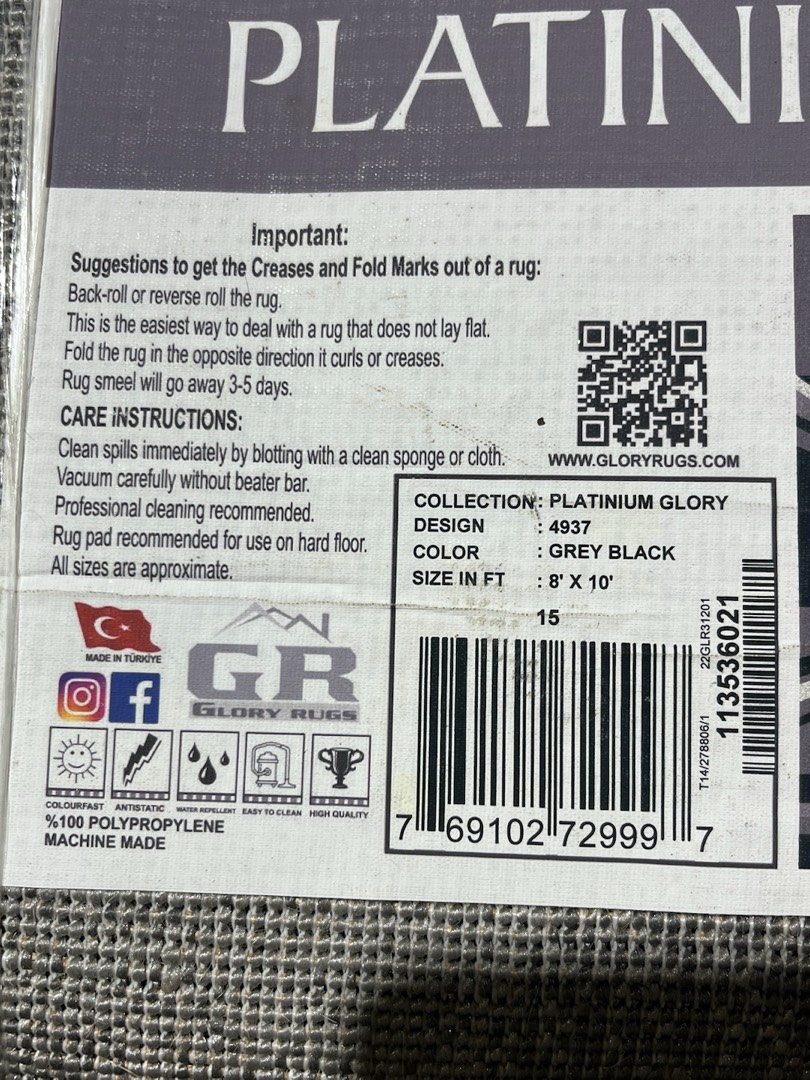 PLATINI
Important:
Suggestions to get the Creases and Fold Marks out of a rug:
Back-roll or reverse roll the rug.
This is the easiest way to deal with a rug that does not lay flat.
Fold the rug in the opposite direction it curls or creases.
Rug smeel will go away 3-5 days.
CARE iNSTRUCTIONS:
Clean spills immediately by blotting with a clean sponge or cloth.
Vacuum carefully without beater bar.
Professional cleaning recommended.
Rug pad recommended for use on hard floor.
All sizes are approximate.
WWW.GLORYRUGS.COM
COLLECTION : PLATINIUM GLORY
DESIGN : 4937
COLOR : GREY BLACK
SIZE IN FT : 8' X 10'
15
7 69102 72999 7
T14/278806/1 22GLR31201
113536021
MADE IN TÜRKİYE
GR
GLORY RUGS
COLOURFAST ANTISTATIC WATER REPELLENT EASY TO CLEAN HIGH QUALITY
%100 POLYPROPYLENE
MACHINE MADE